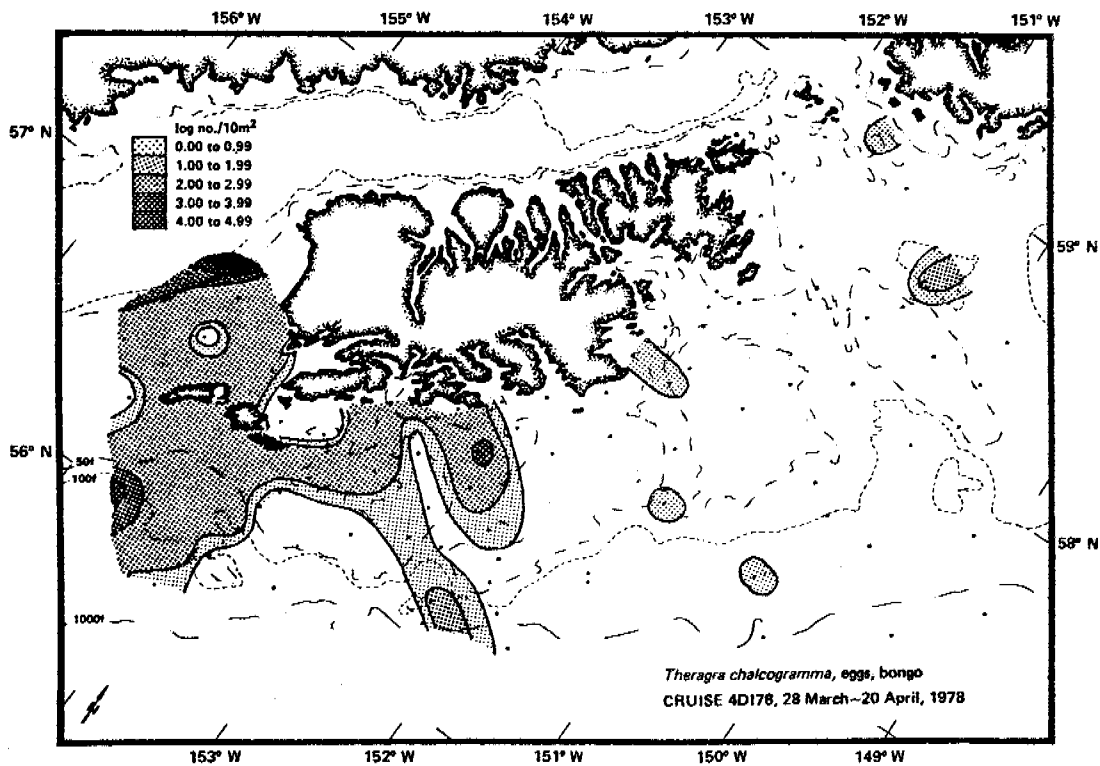 156° W 155° W 154° W 153° W 152° W 151° W
57° N
log no./10m²
0.00 to 0.99
1.00 to 1.99
2.00 to 2.99
3.00 to 3.99
4.00 to 4.99
59° N
56° N
50f
100f
58° N
1000f
Theragra chalcogramma, eggs, bongo
CRUISE 4DI78, 28 March–20 April, 1978
153° W 152° W 151° W 150° W 149° W